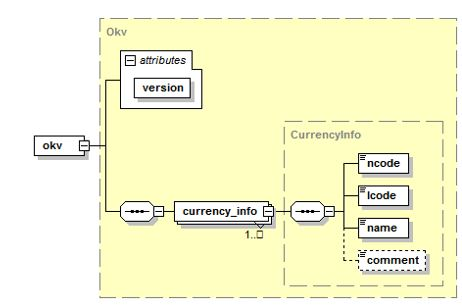 Okv
attributes
version
okv
CurrencyInfo
ncode
currency_info
lcode
1..□
name
comment